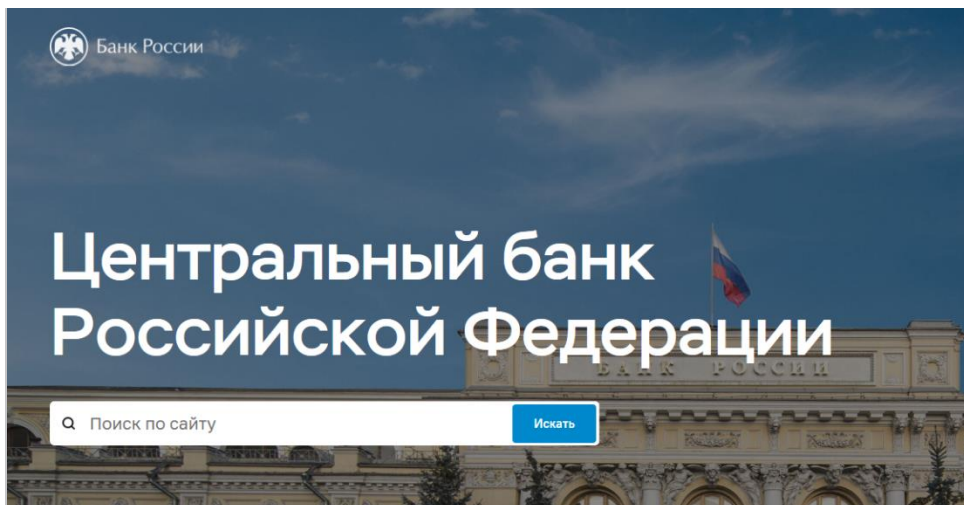 Банк России
Центральный банк
Российской Федерации
БАНК РОССИИ
Поиск по сайту
Искать